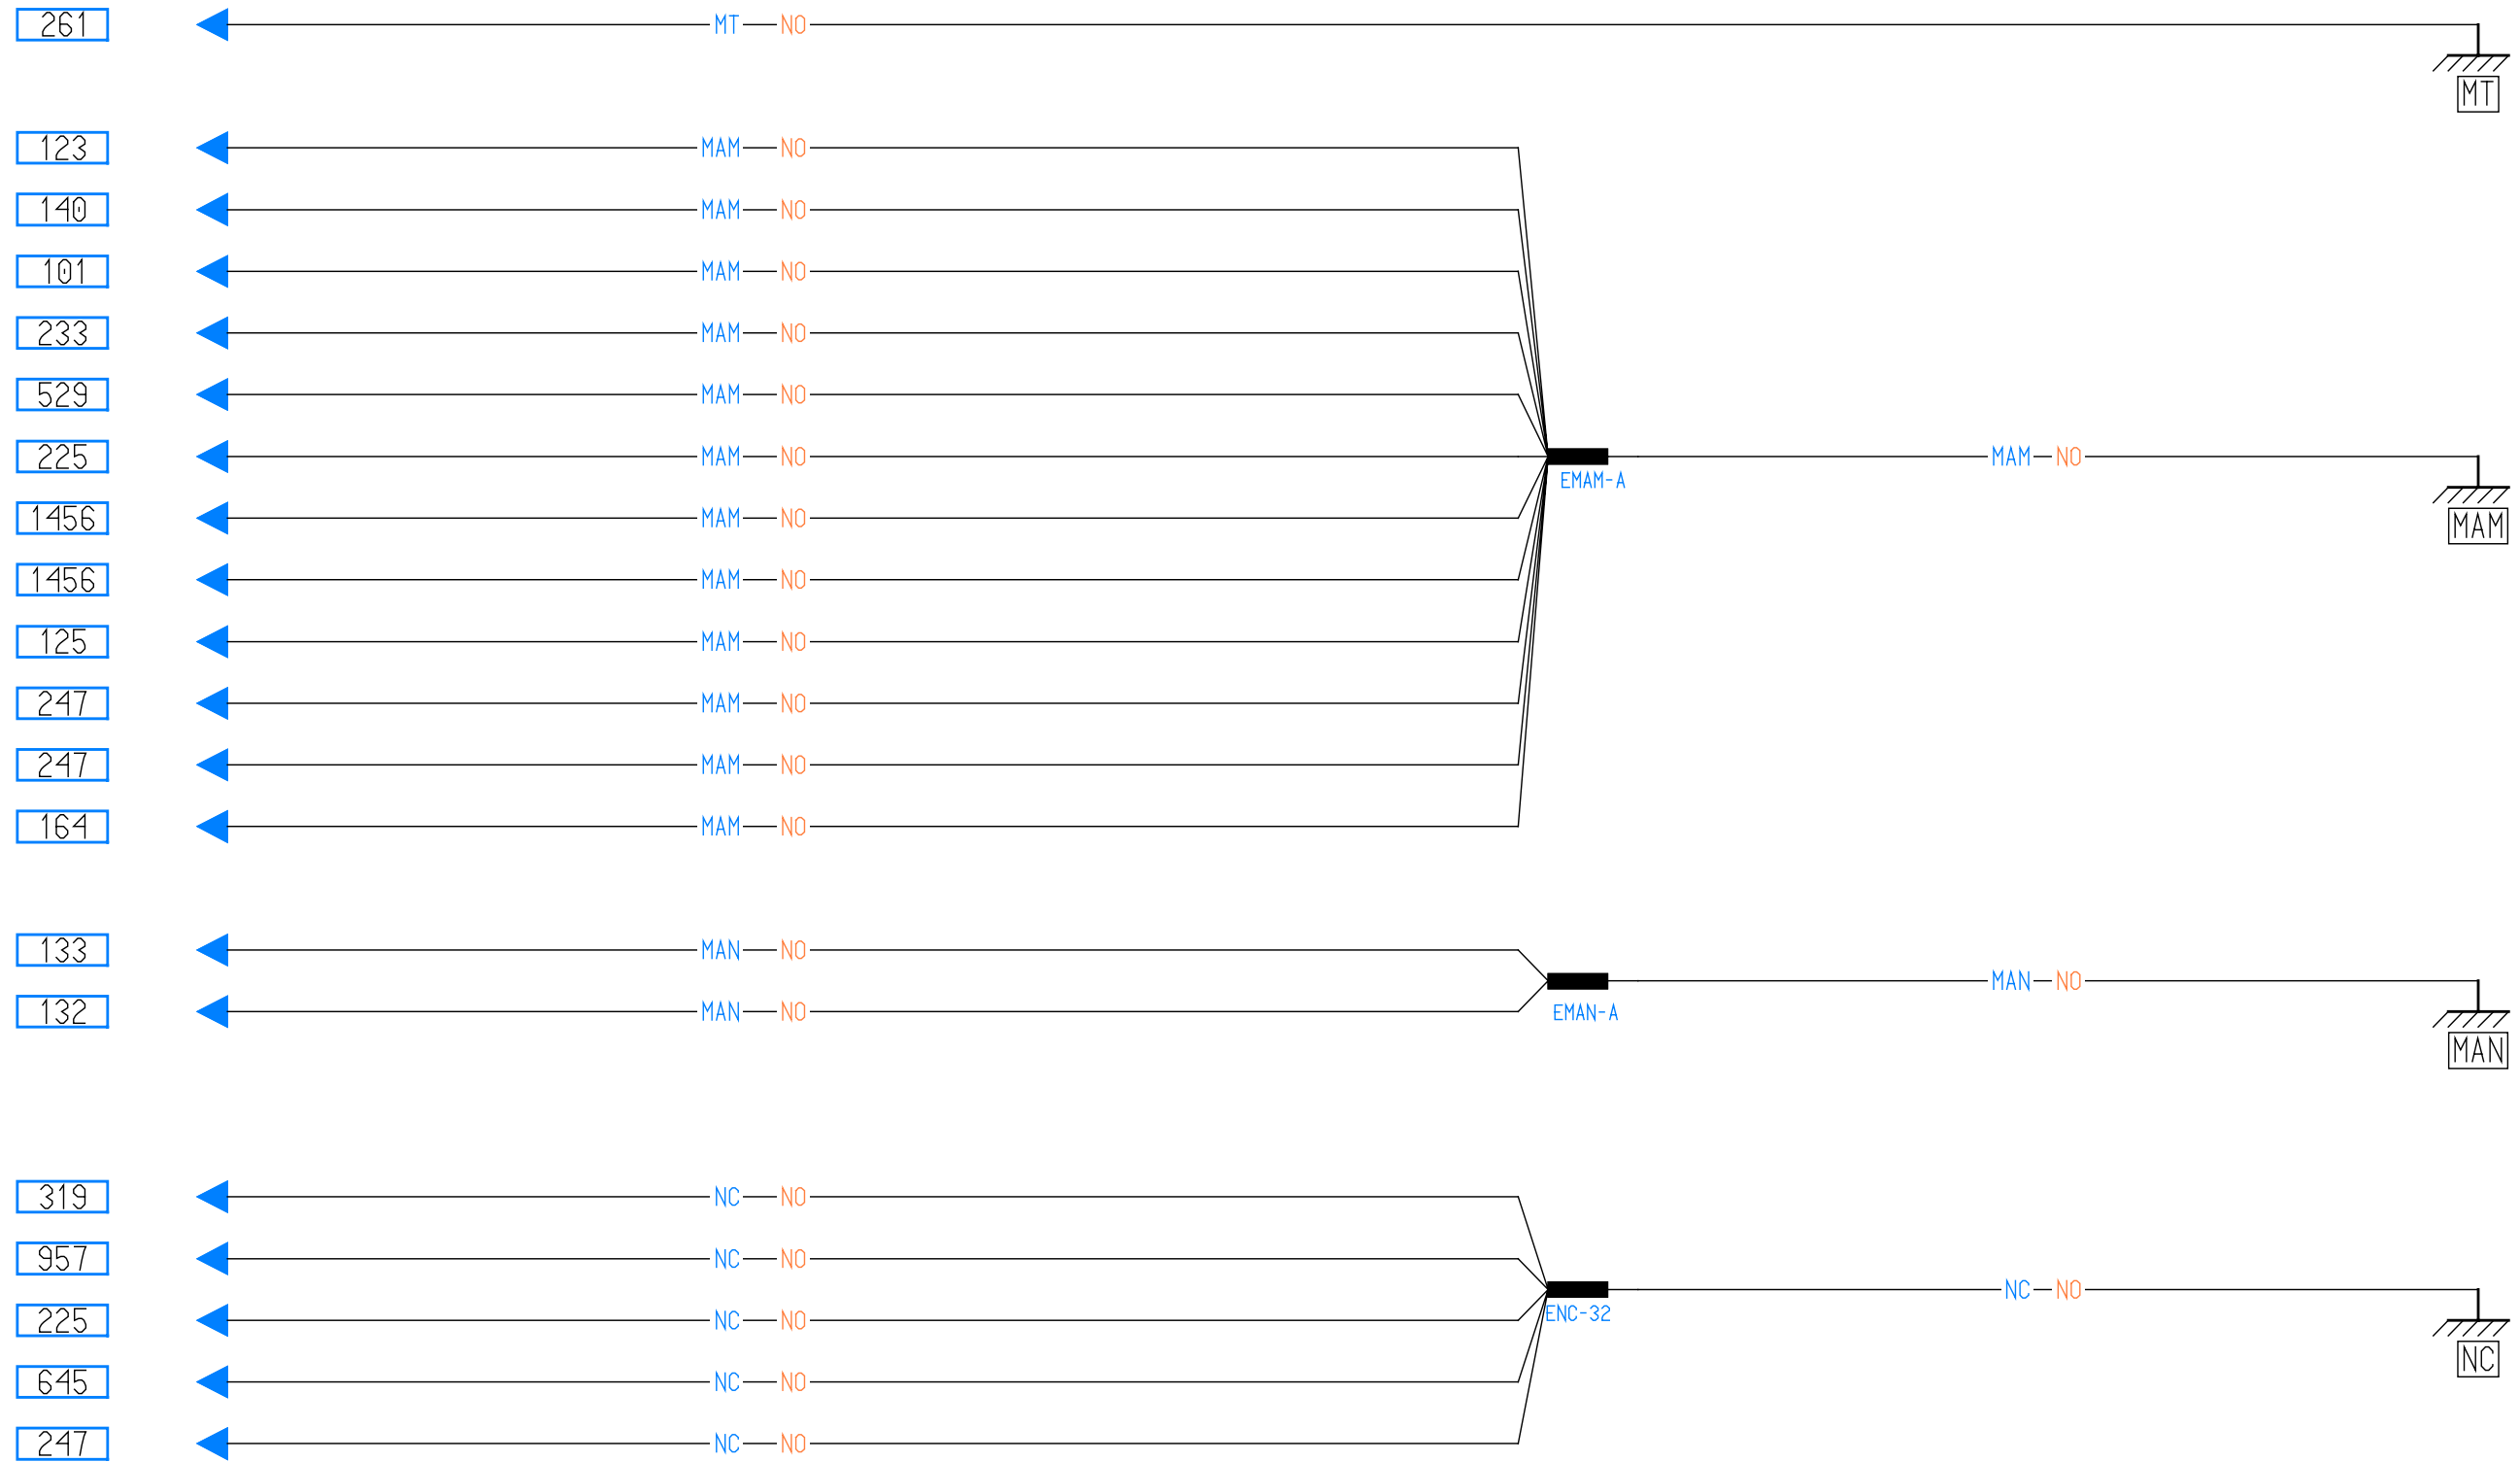 261 MT NO
MT
123 MAM NO
140 MAM NO
101 MAM NO
233 MAM NO
529 MAM NO
225 MAM NO MAM NO
EMAM-A
1456 MAM NO
MAM
1456 MAM NO
125 MAM NO
247 MAM NO
247 MAM NO
164 MAM NO
133 MAN NO
MAN NO
132 MAN NO
EMAN-A
MAN
319 NC NO
957 NC NO
NC NO
225 NC NO
ENC-32
NC
645 NC NO
247 NC NO